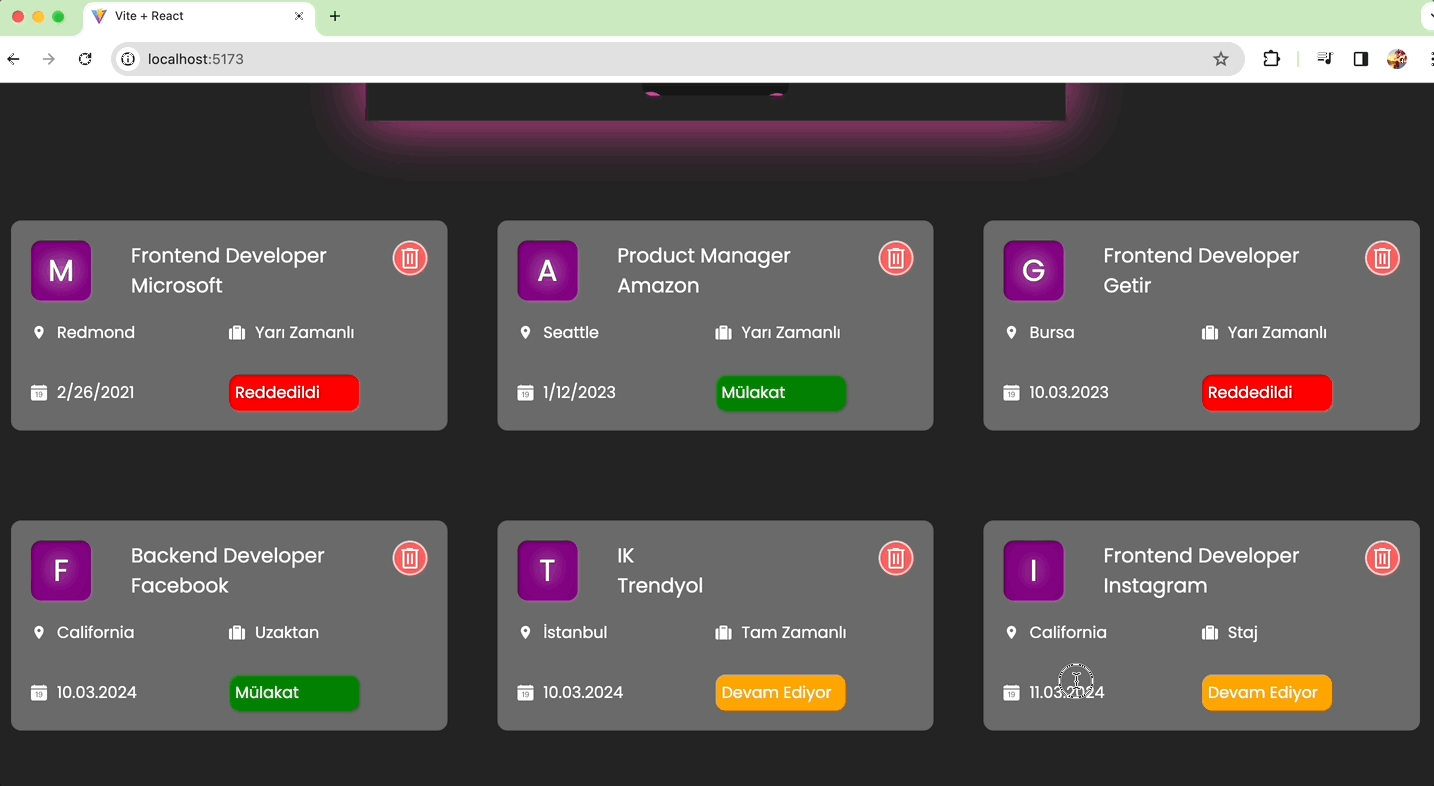 Vite + React
localhost:5173
M
Frontend Developer
Microsoft
Redmond
Yarı Zamanlı
19
2/26/2021
Reddedildi
A
Product Manager
Amazon
Seattle
Yarı Zamanlı
19
1/12/2023
Mülakat
G
Frontend Developer
Getir
Bursa
Yarı Zamanlı
19
10.03.2023
Reddedildi
F
Backend Developer
Facebook
California
Uzaktan
19
10.03.2024
Mülakat
T
IK
Trendyol
İstanbul
Tam Zamanlı
19
10.03.2024
Devam Ediyor
I
Frontend Developer
Instagram
California
Staj
19
11.03.2024
Devam Ediyor